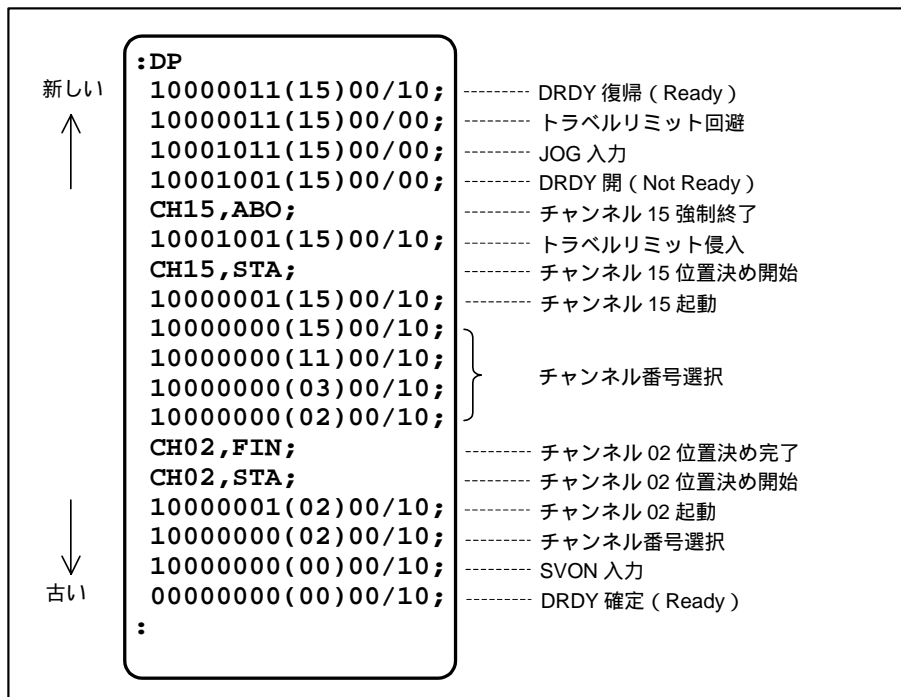 :DP
新しい
10000011(15)00/10; DRDY 復帰（Ready）
10000011(15)00/00; トラベルリミット回避
10001011(15)00/00; JOG 入力
10001001(15)00/00; DRDY 開（Not Ready）
CH15,ABO; チャンネル 15 強制終了
10001001(15)00/10; トラベルリミット侵入
CH15,STA; チャンネル 15 位置決め開始
10000001(15)00/10; チャンネル 15 起動
10000000(15)00/10;
10000000(11)00/10;
チャンネル番号選択
10000000(03)00/10;
10000000(02)00/10;
CH02,FIN; チャンネル 02 位置決め完了
CH02,STA; チャンネル 02 位置決め開始
10000001(02)00/10; チャンネル 02 起動
10000000(02)00/10; チャンネル番号選択
10000000(00)00/10; SVON 入力
古い
00000000(00)00/10; DRDY 確定（Ready）
: